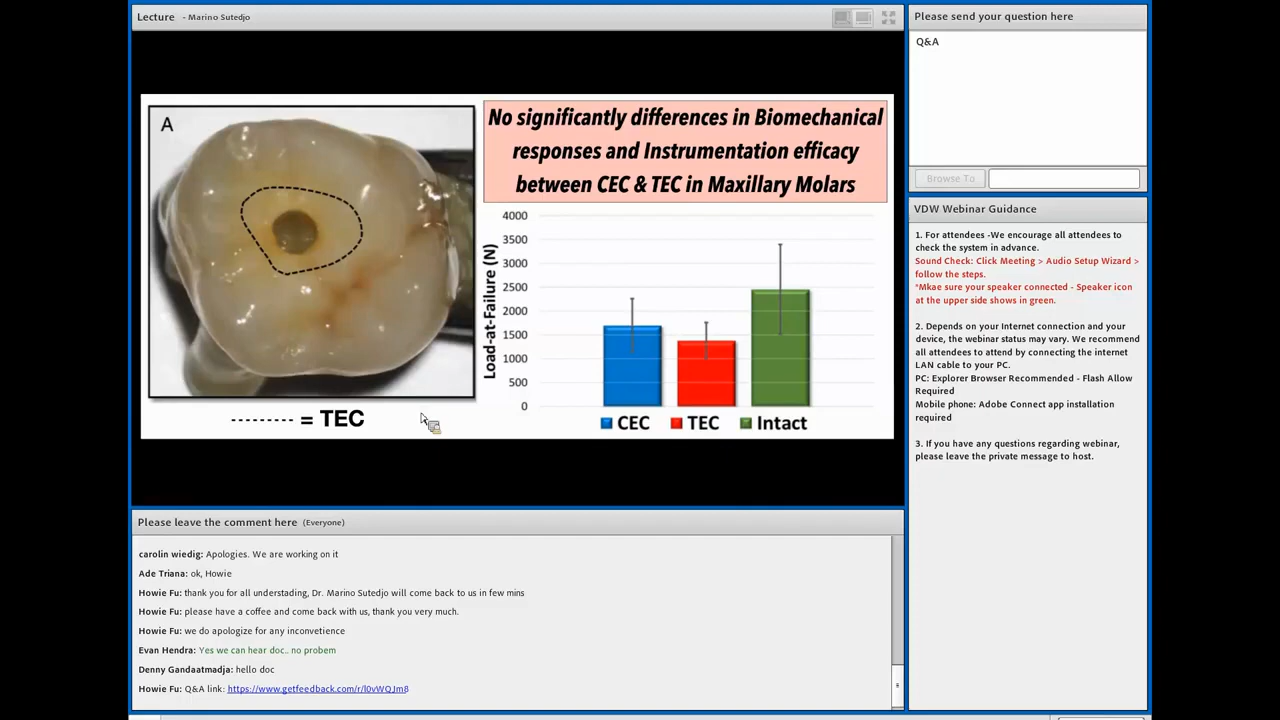 Lecture - Marino Sutedjo
A
No significantly differences in Biomechanical
responses and Instrumentation efficacy
between CEC & TEC in Maxillary Molars
Load-at-Failure (N)
4000
3500
3000
2500
2000
1500
1000
500
0
CEC TEC Intact
-------- = TEC
Please leave the comment here (Everyone)
carolin wiedig: Apologies. We are working on it
Ade Triana: ok, Howie
Howie Fu: thank you for all understading, Dr. Marino Sutedjo will come back to us in few mins
Howie Fu: please have a coffee and come back with us, thank you very much.
Howie Fu: we do apologize for any inconvetience
Evan Hendra: Yes we can hear doc.. no probem
Denny Gandaatmadja: hello doc
Howie Fu: Q&A link: https://www.getfeedback.com/r/l0vWQJm8
Please send your question here
Q&A
Browse To
VDW Webinar Guidance
1. For attendees -We encourage all attendees to
check the system in advance.
Sound Check: Click Meeting > Audio Setup Wizard >
follow the steps.
*Mkae sure your speaker connected - Speaker icon
at the upper side shows in green.
2. Depends on your Internet connection and your
device, the webinar status may vary. We recommend
all attendees to attend by connecting the internet
LAN cable to your PC.
PC: Explorer Browser Recommended - Flash Allow
Required
Mobile phone: Adobe Connect app installation
required
3. If you have any questions regarding webinar,
please leave the private message to host.